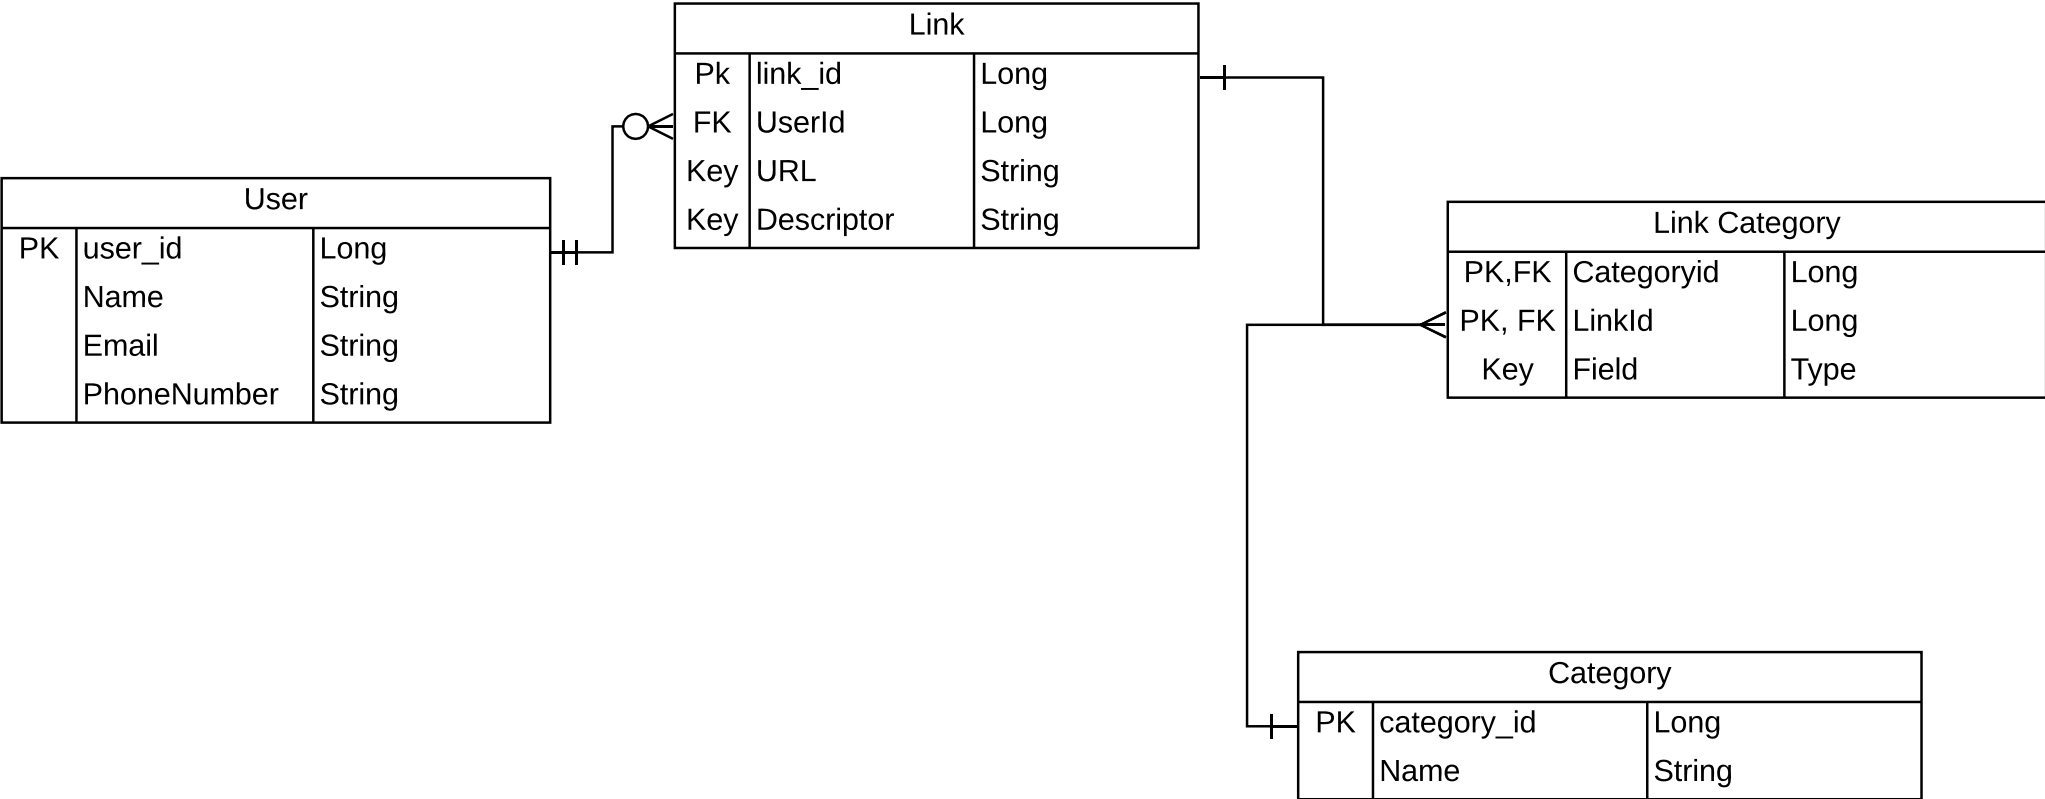 Link
Pk link_id Long
FK UserId Long
Key URL String
Key Descriptor String
User
PK user_id Long
Name String
Email String
PhoneNumber String
Link Category
PK,FK Categoryid Long
PK, FK LinkId Long
Key Field Type
Category
PK category_id Long
Name String